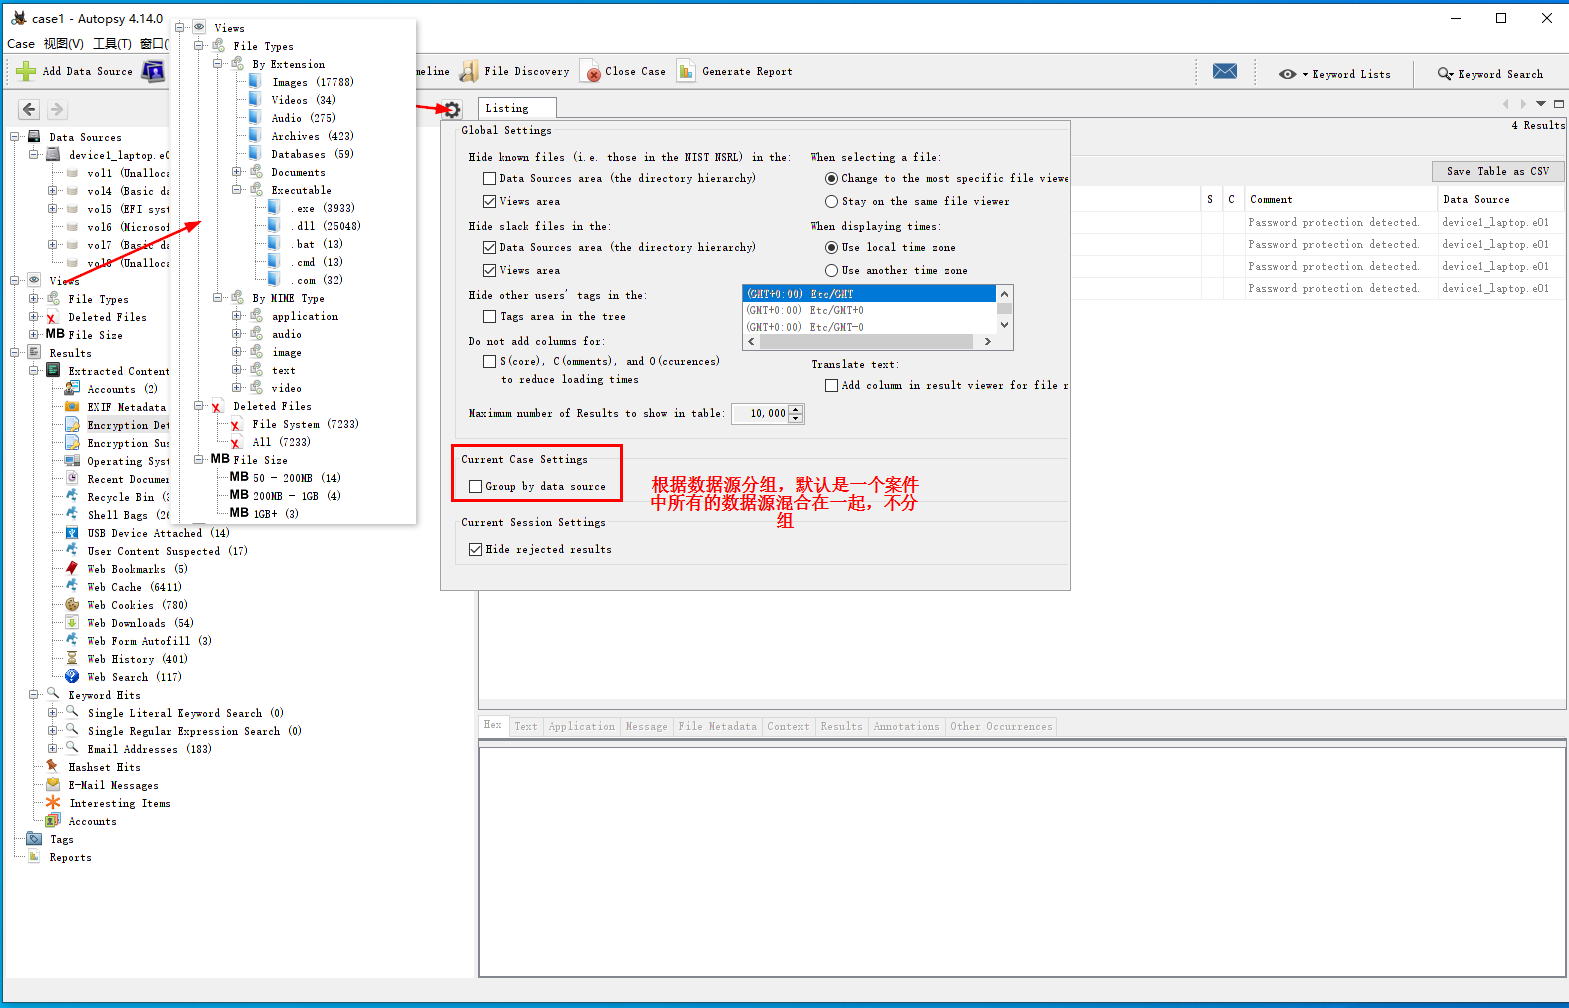 case1 - Autopsy 4.14.0
Case 视图(V) 工具(T) 窗口(
Add Data Source
meline
File Discovery
Close Case
Generate Report
Keyword Lists
Keyword Search
Data Sources
device1_laptop.e0
vol1 (Unalloca
vol4 (Basic da
vol5 (EFI syst
vol6 (Microsof
vol7 (Basic da
vol8 (Unalloca
Views
File Types
Deleted Files
MB File Size
Results
Extracted Content
Accounts (2)
EXIF Metadata
Encryption Det
Encryption Sus
Operating Syst
Recent Documen
Recycle Bin (3
Shell Bags (26
USB Device Attached (14)
User Content Suspected (17)
Web Bookmarks (5)
Web Cache (6411)
Web Cookies (780)
Web Downloads (54)
Web Form Autofill (3)
Web History (401)
Web Search (117)
Keyword Hits
Single Literal Keyword Search (0)
Single Regular Expression Search (0)
Email Addresses (183)
Hashset Hits
E-Mail Messages
Interesting Items
Accounts
Tags
Reports
Views
File Types
By Extension
Images (17788)
Videos (34)
Audio (275)
Archives (423)
Databases (59)
Documents
Executable
.exe (3933)
.dll (25048)
.bat (13)
.cmd (13)
.com (32)
By MIME Type
application
audio
image
text
video
Deleted Files
File System (7233)
All (7233)
MB File Size
MB 50 - 200MB (14)
MB 200MB - 1GB (4)
MB 1GB+ (3)
Listing
Global Settings
Hide known files (i.e. those in the NIST NSRL) in the:
Data Sources area (the directory hierarchy)
Views area
Hide slack files in the:
Data Sources area (the directory hierarchy)
Views area
Hide other users' tags in the:
Tags area in the tree
Do not add columns for:
S(core), C(omments), and O(ccurences)
to reduce loading times
Maximum number of Results to show in table: 10,000
When selecting a file:
Change to the most specific file viewe
Stay on the same file viewer
When displaying times:
Use local time zone
Use another time zone
(GMT+0:00) Etc/GMT
(GMT+0:00) Etc/GMT+0
(GMT+0:00) Etc/GMT-0
Translate text:
Add column in result viewer for file r
Current Case Settings
Group by data source
根据数据源分组，默认是一个案件
中所有的数据源混合在一起，不分
组
Current Session Settings
Hide rejected results
4 Results
Save Table as CSV
S C Comment Data Source
Password protection detected. device1_laptop.e01
Password protection detected. device1_laptop.e01
Password protection detected. device1_laptop.e01
Password protection detected. device1_laptop.e01
Hex Text Application Message File Metadata Context Results Annotations Other Occurrences